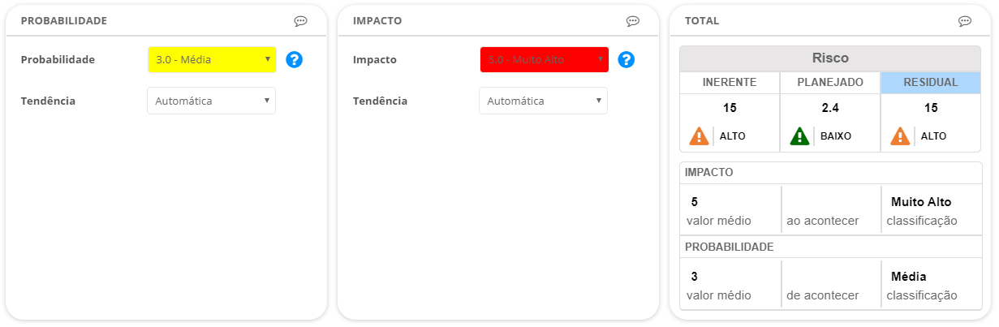 PROBABILIDADE
Probabilidade 3.0 - Média
Tendência Automática
IMPACTO
Impacto 5.0 - Muito Alto
Tendência Automática
TOTAL
Risco
INERENTE PLANEJADO RESIDUAL
15 2.4 15
ALTO BAIXO ALTO
IMPACTO
5 Muito Alto
valor médio ao acontecer classificação
PROBABILIDADE
3 Média
valor médio de acontecer classificação